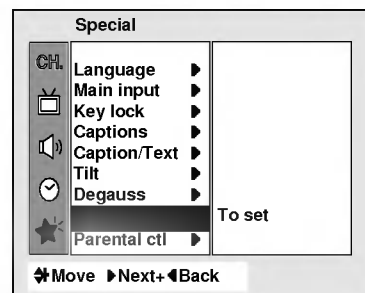 Special
CH.
Language
Main input
Key lock
Captions
Caption/Text
Tilt
Degauss
To set
Parental ctl
Move Next+ Back